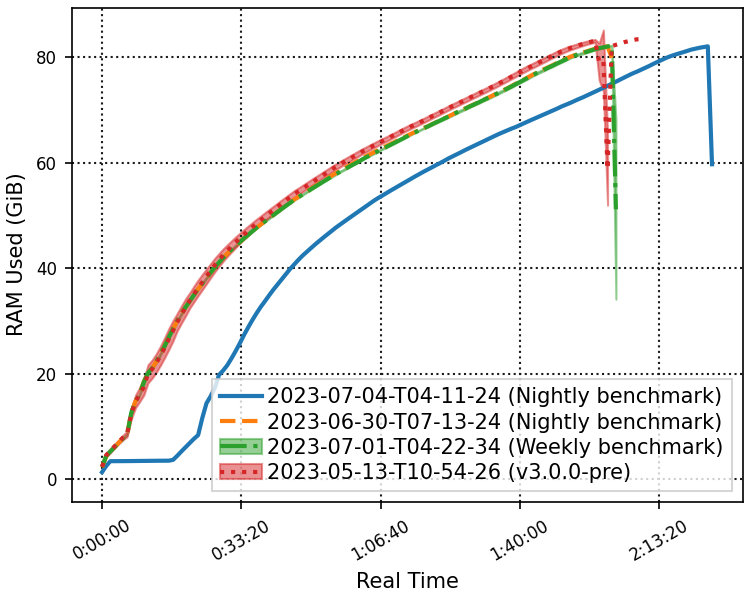 80
60
40
20
0
RAM Used (GiB)
2023-07-04-T04-11-24 (Nightly benchmark)
2023-06-30-T07-13-24 (Nightly benchmark)
2023-07-01-T04-22-34 (Weekly benchmark)
2023-05-13-T10-54-26 (v3.0.0-pre)
0:00:00
0:33:20
1:06:40
1:40:00
2:13:20
Real Time